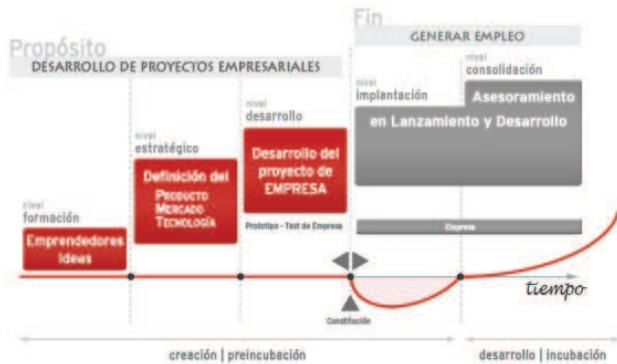 Propósito
DESARROLLO DE PROYECTOS EMPRESARIALES
Fin
GENERAR EMPLEO
nivel
formación
Emprendedores
Ideas
nivel
estratégico
Definición del
PRODUCTO
MERCADO
TECNOLOGÍA
nivel
desarrollo
Desarrollo del
proyecto de
EMPRESA
Prototipo - Test de Empresa
nivel
implantación
nivel
consolidación
Asesoramiento
en Lanzamiento y Desarrollo
Empresa
Constitución
tiempo
creación | preincubación
desarrollo | incubación